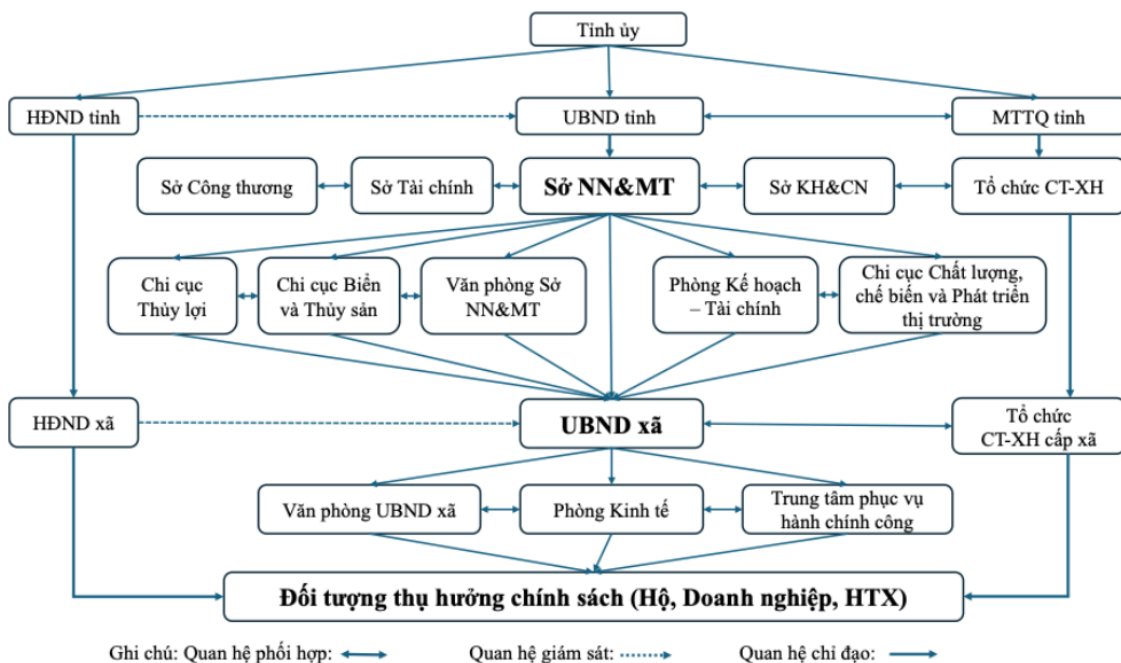 Tỉnh ủy
HĐND tỉnh
UBND tỉnh
MTTQ tỉnh
Sở Công thương
Sở Tài chính
Sở NN&MT
Sở KH&CN
Tổ chức CT-XH
Chi cục
Thủy lợi
Chi cục Biển
và Thủy sản
Văn phòng Sở
NN&MT
Phòng Kế hoạch
– Tài chính
Chi cục Chất lượng,
chế biến và Phát triển
thị trường
HĐND xã
UBND xã
Tổ chức
CT-XH cấp xã
Văn phòng UBND xã
Phòng Kinh tế
Trung tâm phục vụ
hành chính công
Đối tượng thụ hưởng chính sách (Hộ, Doanh nghiệp, HTX)
Ghi chú: Quan hệ phối hợp: Quan hệ giám sát: Quan hệ chỉ đạo: